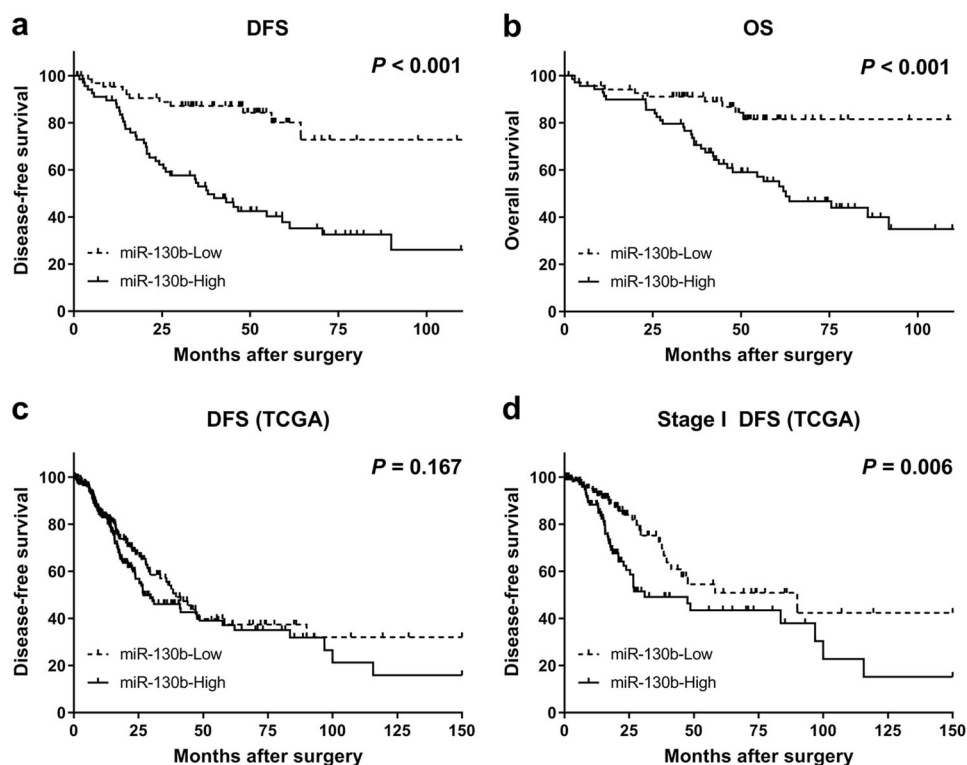 a
DFS
P < 0.001
Disease-free survival
100
80
60
40
20
0
miR-130b-Low
miR-130b-High
0 25 50 75 100
Months after surgery
b
OS
P < 0.001
Overall survival
100
80
60
40
20
0
miR-130b-Low
miR-130b-High
0 25 50 75 100
Months after surgery
c
DFS (TCGA)
P = 0.167
Disease-free survival
100
80
60
40
20
0
miR-130b-Low
miR-130b-High
0 25 50 75 100 125 150
Months after surgery
d
Stage I DFS (TCGA)
P = 0.006
Disease-free survival
100
80
60
40
20
0
miR-130b-Low
miR-130b-High
0 25 50 75 100 125 150
Months after surgery